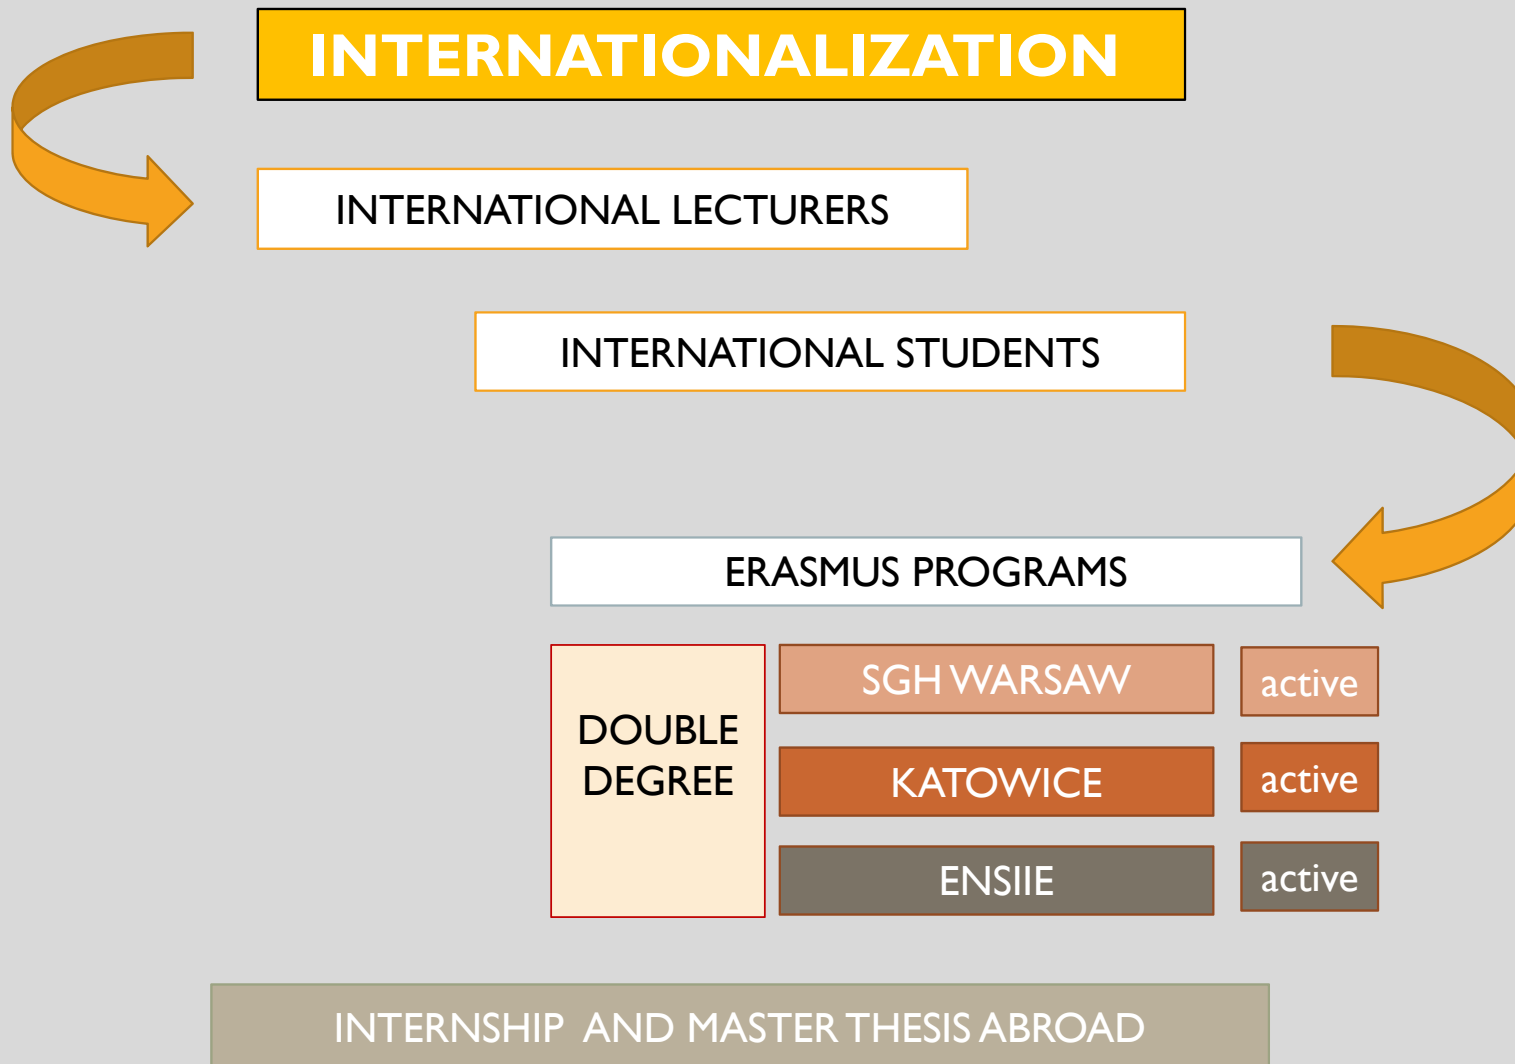 INTERNATIONALIZATION
INTERNATIONAL LECTURERS
INTERNATIONAL STUDENTS
ERASMUS PROGRAMS
DOUBLE
DEGREE
SGH WARSAW
active
KATOWICE
active
ENSIIE
active
INTERNSHIP AND MASTER THESIS ABROAD